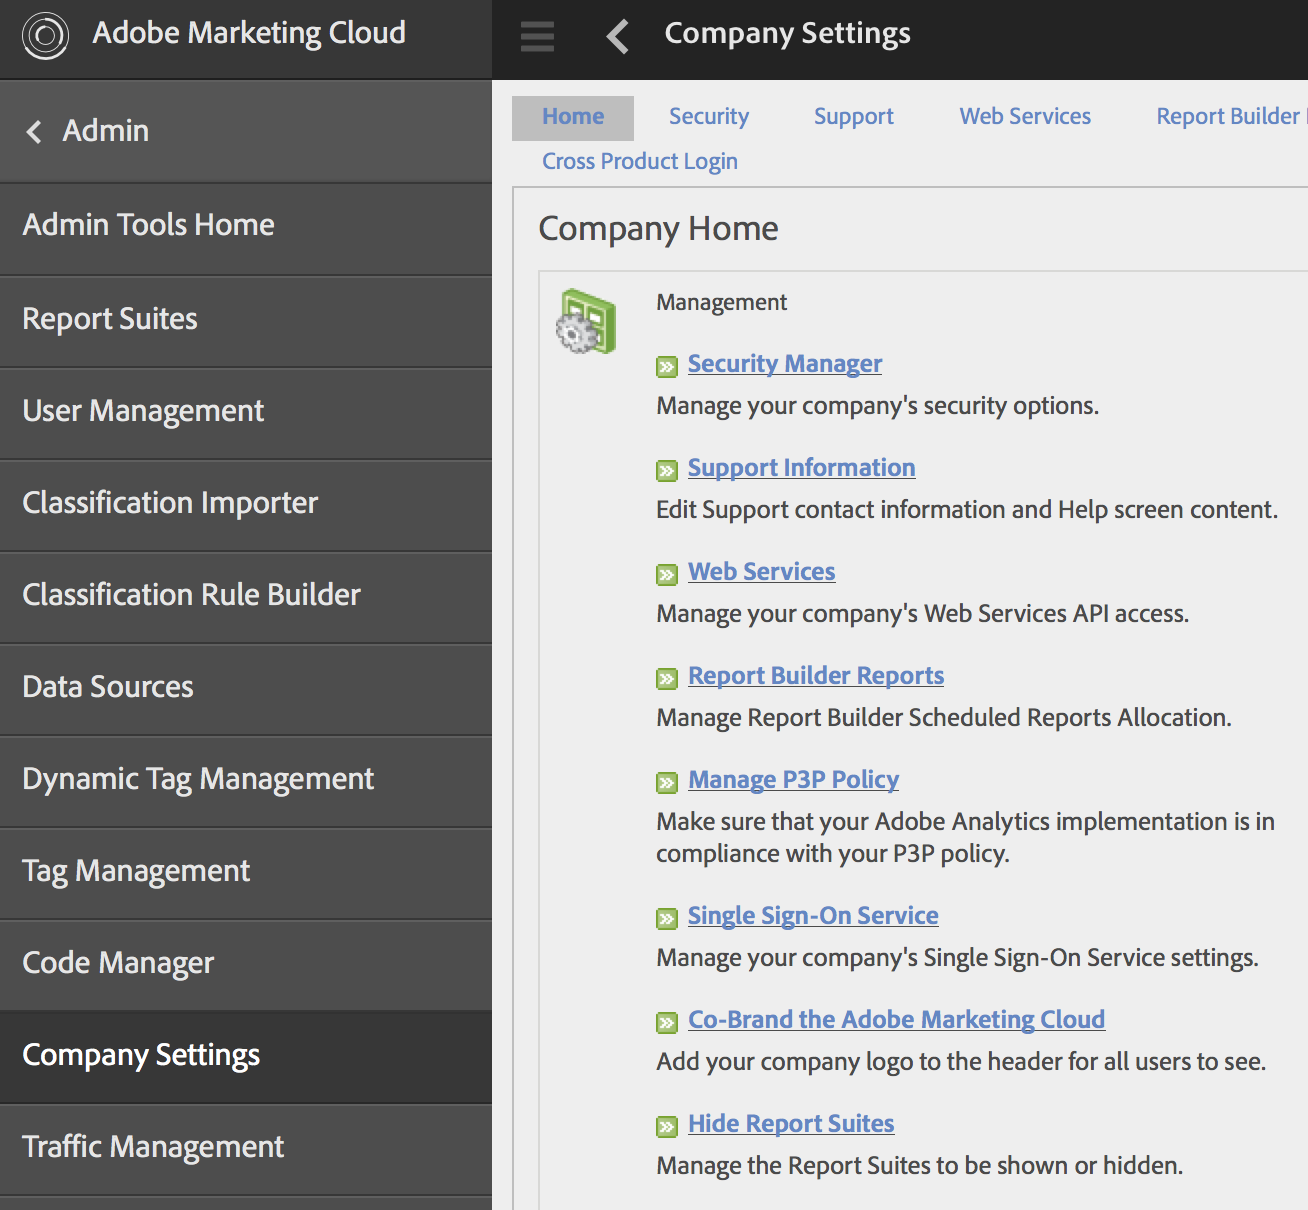 Adobe Marketing Cloud
Admin
Admin Tools Home
Report Suites
User Management
Classification Importer
Classification Rule Builder
Data Sources
Dynamic Tag Management
Tag Management
Code Manager
Company Settings
Traffic Management
Company Settings
Home Security Support Web Services Report Builder
Cross Product Login
Company Home
Management
Security Manager
Manage your company's security options.
Support Information
Edit Support contact information and Help screen content.
Web Services
Manage your company's Web Services API access.
Report Builder Reports
Manage Report Builder Scheduled Reports Allocation.
Manage P3P Policy
Make sure that your Adobe Analytics implementation is in
compliance with your P3P policy.
Single Sign-On Service
Manage your company's Single Sign-On Service settings.
Co-Brand the Adobe Marketing Cloud
Add your company logo to the header for all users to see.
Hide Report Suites
Manage the Report Suites to be shown or hidden.